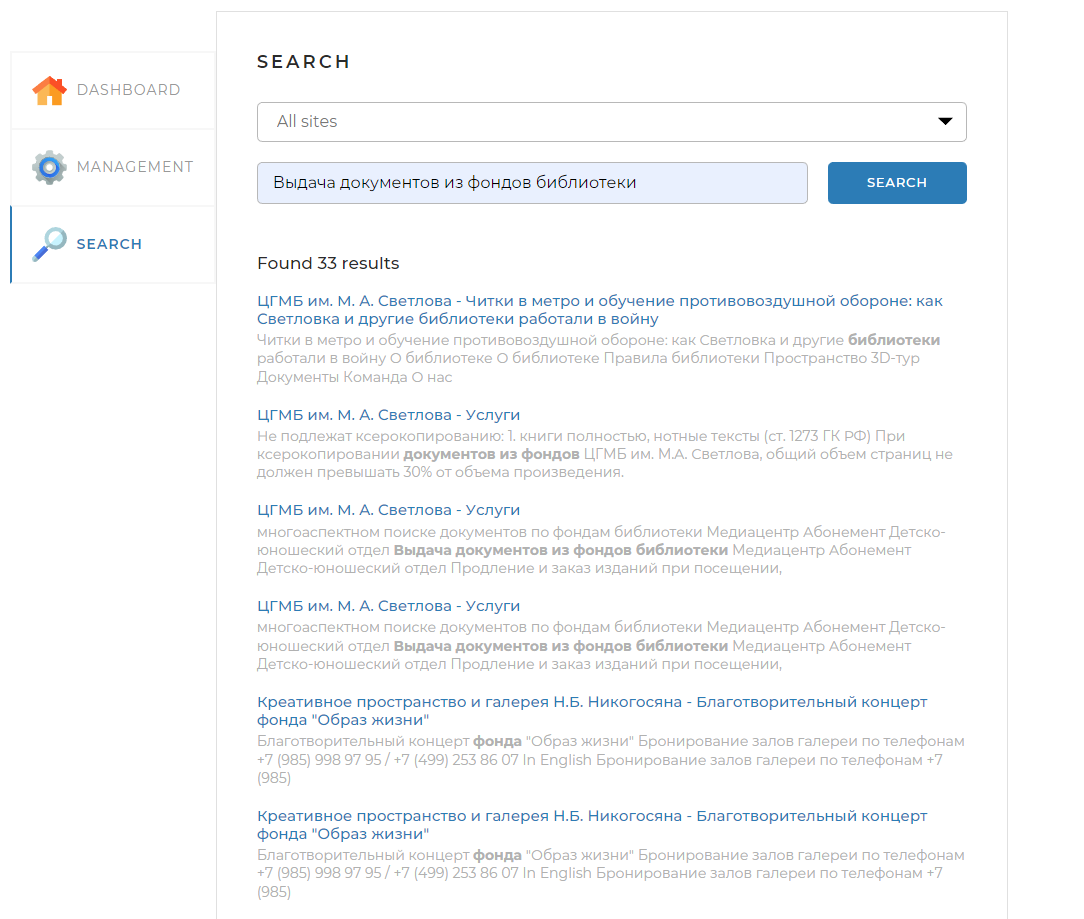 DASHBOARD
MANAGEMENT
SEARCH
SEARCH
All sites
Выдача документов из фондов библиотеки
SEARCH
Found 33 results
ЦГМБ им. М. А. Светлова - Читки в метро и обучение противовоздушной обороне: как
Светловка и другие библиотеки работали в войну
Читки в метро и обучение противовоздушной обороне: как Светловка и другие библиотеки
работали в войну О библиотеке О библиотеке Правила библиотеки Пространство 3D-тур
Документы Команда О нас
ЦГМБ им. М. А. Светлова - Услуги
Не подлежат ксерокопированию: 1. книги полностью, нотные тексты (ст. 1273 ГК РФ) При
ксерокопировании документов из фондов ЦГМБ им. М.А. Светлова, общий объем страниц не
должен превышать 30% от объема произведения.
ЦГМБ им. М. А. Светлова - Услуги
многоаспектном поиске документов по фондам библиотеки Медиацентр Абонемент Детско-
юношеский отдел Выдача документов из фондов библиотеки Медиацентр Абонемент
Детско-юношеский отдел Продление и заказ изданий при посещении,
ЦГМБ им. М. А. Светлова - Услуги
многоаспектном поиске документов по фондам библиотеки Медиацентр Абонемент Детско-
юношеский отдел Выдача документов из фондов библиотеки Медиацентр Абонемент
Детско-юношеский отдел Продление и заказ изданий при посещении,
Креативное пространство и галерея Н.Б. Никогосяна - Благотворительный концерт
фонда "Образ жизни"
Благотворительный концерт фонда "Образ жизни" Бронирование залов галереи по телефонам
+7 (985) 998 97 95 / +7 (499) 253 86 07 In English Бронирование залов галереи по телефонам +7
(985)
Креативное пространство и галерея Н.Б. Никогосяна - Благотворительный концерт
фонда "Образ жизни"
Благотворительный концерт фонда "Образ жизни" Бронирование залов галереи по телефонам
+7 (985) 998 97 95 / +7 (499) 253 86 07 In English Бронирование залов галереи по телефонам +7
(985)